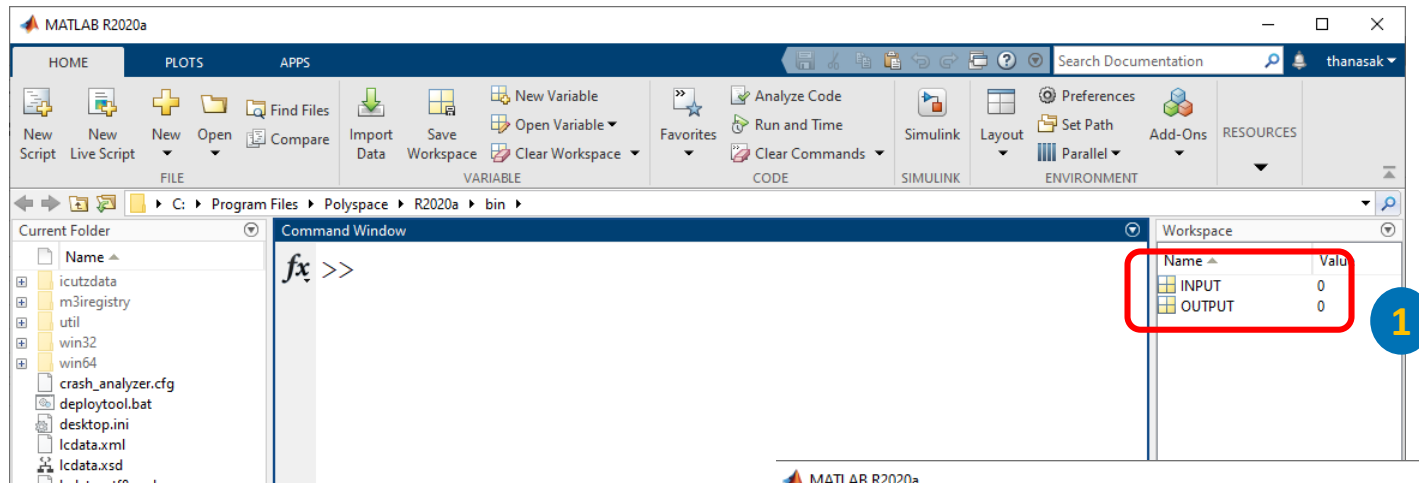 MATLAB R2020a
HOME PLOTS APPS Search Documentation thanasak
New Script New Live Script New Open Find Files Compare
FILE
Import Data Save Workspace New Variable Open Variable Clear Workspace
VARIABLE
Favorites Analyze Code Run and Time Clear Commands
CODE
Simulink
SIMULINK
Layout Preferences Set Path Parallel Add-Ons
ENVIRONMENT
RESOURCES
C: Program Files Polyspace R2020a bin
Current Folder
Name
icutzdata
m3iregistry
util
win32
win64
crash_analyzer.cfg
deploytool.bat
desktop.ini
lcdata.xml
lcdata.xsd
Command Window
fx >>
Workspace
Name Valu
INPUT 0
OUTPUT 0
1
MATLAB R2020a